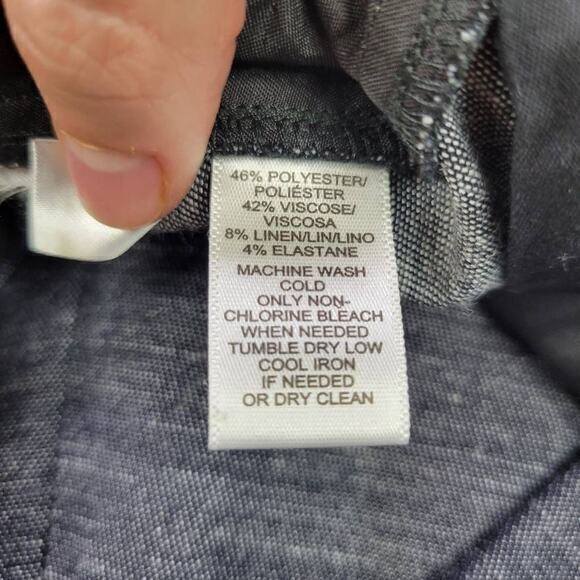 46% POLYESTER/
POLIÉSTER
42% VISCOSE/
VISCOSA
8% LINEN/LIN/LINO
4% ELASTANE
MACHINE WASH
COLD
ONLY NON-
CHLORINE BLEACH
WHEN NEEDED
TUMBLE DRY LOW
COOL IRON
IF NEEDED
OR DRY CLEAN